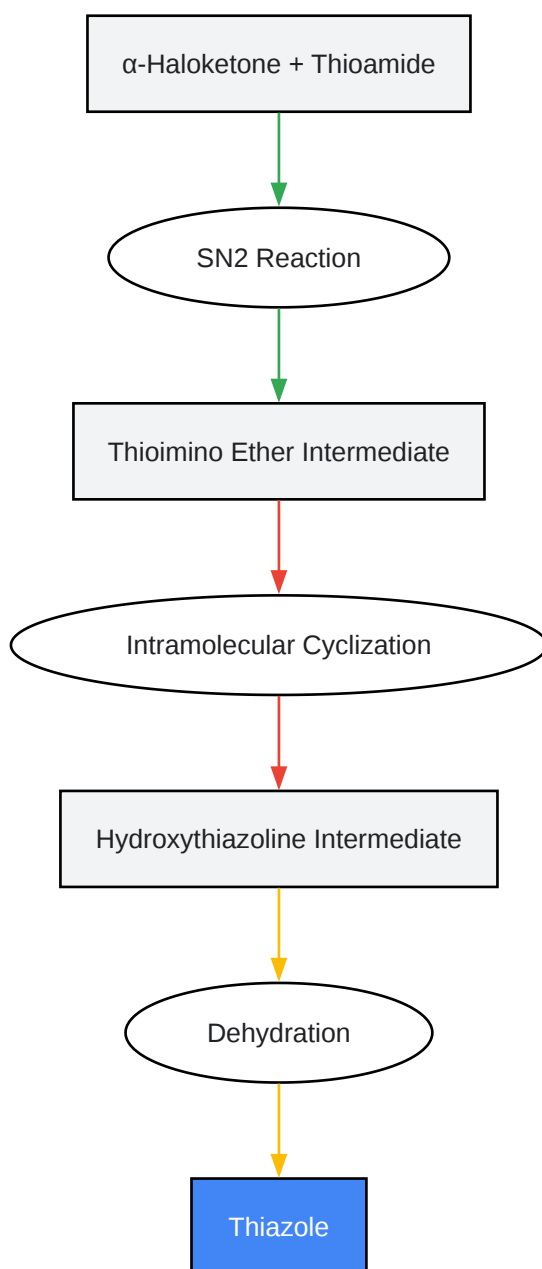 α-Haloketone + Thioamide
SN2 Reaction
Thioimino Ether Intermediate
Intramolecular Cyclization
Hydroxythiazoline Intermediate
Dehydration
Thiazole